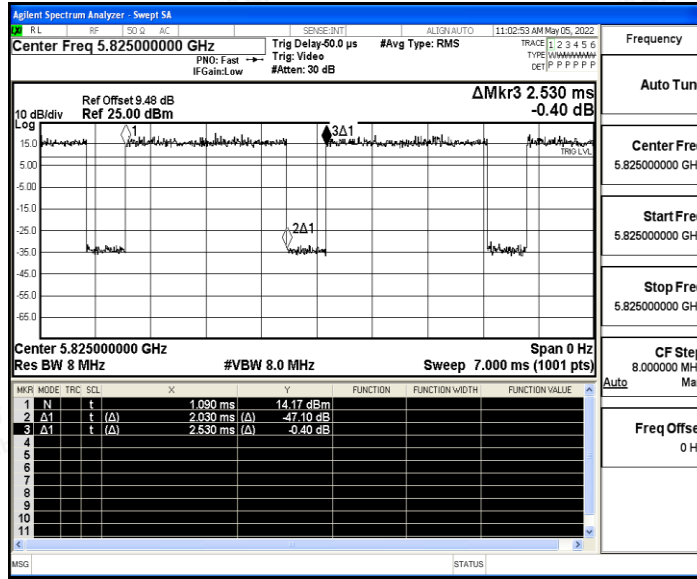 Agilent Spectrum Analyzer - Swept SA
RL RF 50 Ω AC SENSE:INT ALIGNAUTO 11:02:53 AM May 05, 2022
Center Freq 5.825000000 GHz
PNO: Fast
IFGain:Low
Trig Delay-50.0 µs
Trig: Video
#Atten: 30 dB
#Avg Type: RMS
TRACE 1 2 3 4 5 6
TYPE
DET P P P P P P
Frequency
Auto Tun
Center Fre
5.825000000 GH
Start Fre
5.825000000 GH
Stop Fre
5.825000000 GH
CF Step
8.000000 MH
Auto Ma
Freq Offse
0 H
ΔMkr3 2.530 ms
-0.40 dB
Ref Offset 9.48 dB
10 dB/div Ref 25.00 dBm
Log
15.0
5.00
-5.00
-15.0
-25.0
-35.0
-45.0
-55.0
-65.0
1
3Δ1
TRIG LVL
2Δ1
Center 5.825000000 GHz Span 0 Hz
Res BW 8 MHz #VBW 8.0 MHz Sweep 7.000 ms (1001 pts)
MKR MODE TRC SCL X Y FUNCTION FUNCTION WIDTH FUNCTION VALUE
1 N t 1.090 ms 14.17 dBm
2 Δ1 t (Δ) 2.030 ms (Δ) -47.10 dB
3 Δ1 t (Δ) 2.530 ms (Δ) -0.40 dB
4
5
6
7
8
9
10
11
MSG STATUS